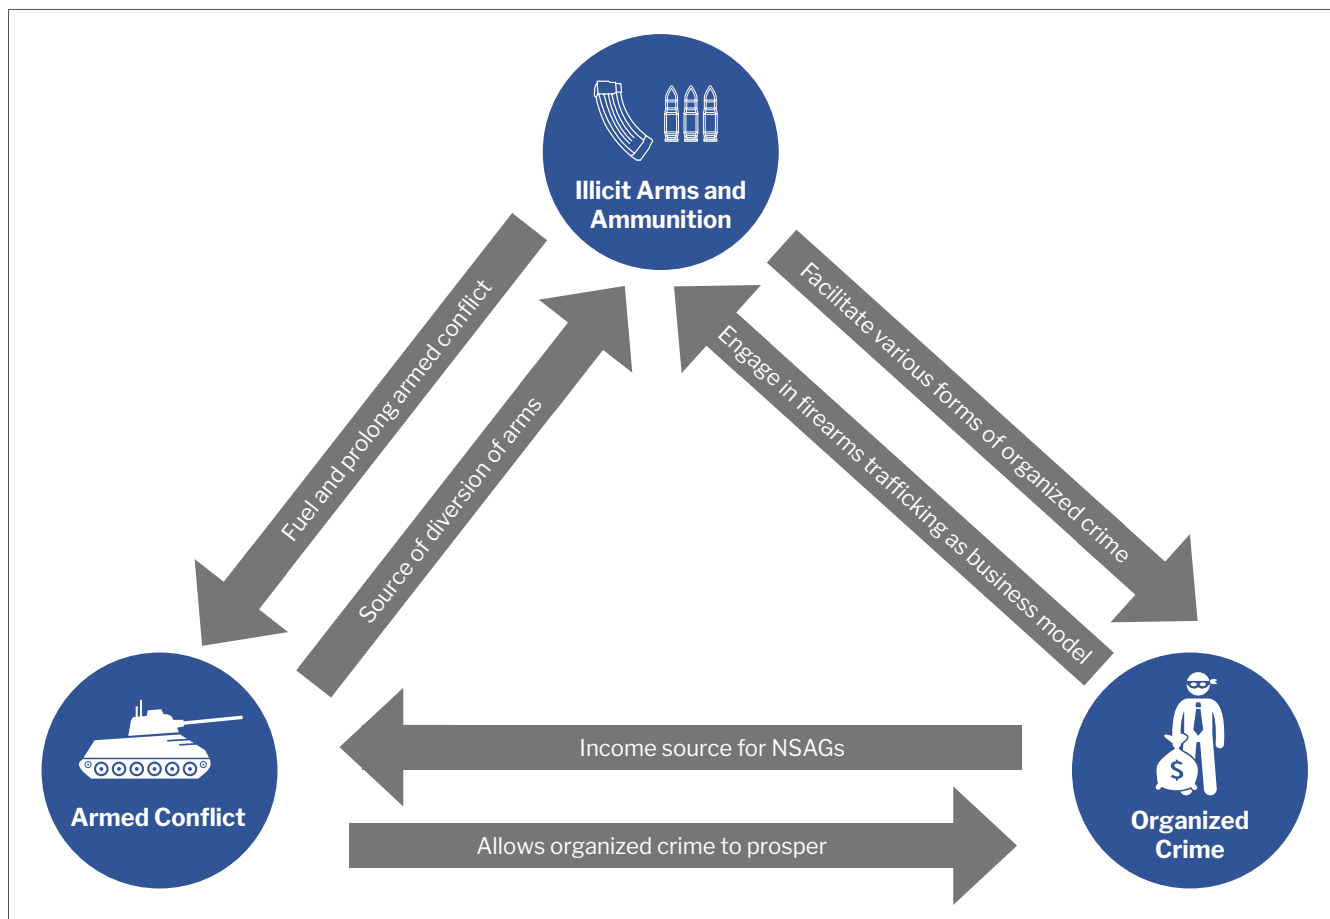 Illicit Arms and
Ammunition
Fuel and prolong armed conflict
Source of diversion of arms
Facilitate various forms of organized crime
Engage in firearms trafficking as business model
Income source for NSAGs
Allows organized crime to prosper
Armed Conflict
$
Organized
Crime